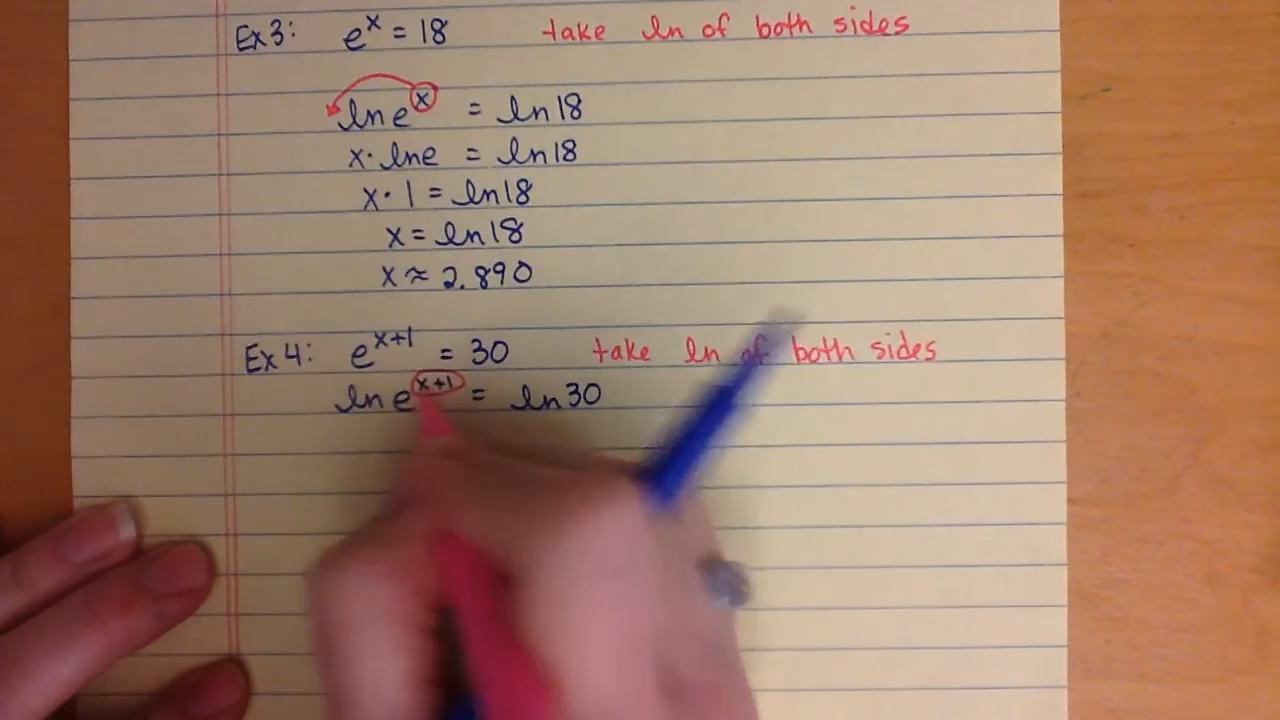 Ex 3: e^x = 18 take ln of both sides
ln e^x = ln 18
x · ln e = ln 18
x · 1 = ln 18
x = ln 18
x ≈ 2.890
Ex 4: e^x+1 = 30 take ln of both sides
ln e^x+1 = ln 30